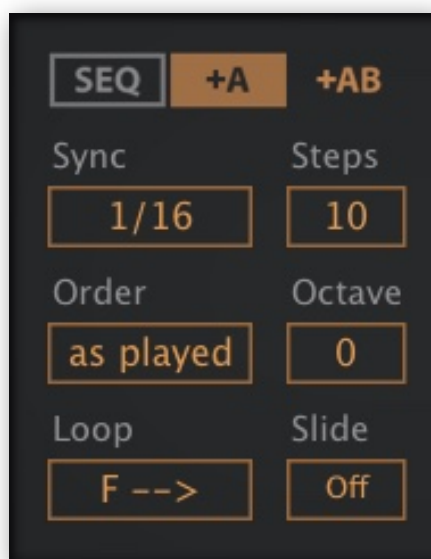 SEQ +A +AB
Sync Steps
1/16 10
Order Octave
as played 0
Loop Slide
F --> Off